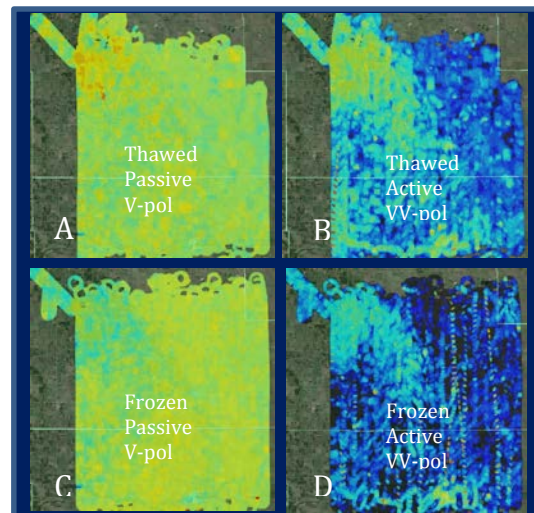 Thawed
Passive
V-pol
A
Thawed
Active
VV-pol
B
Frozen
Passive
V-pol
C
Frozen
Active
VV-pol
D